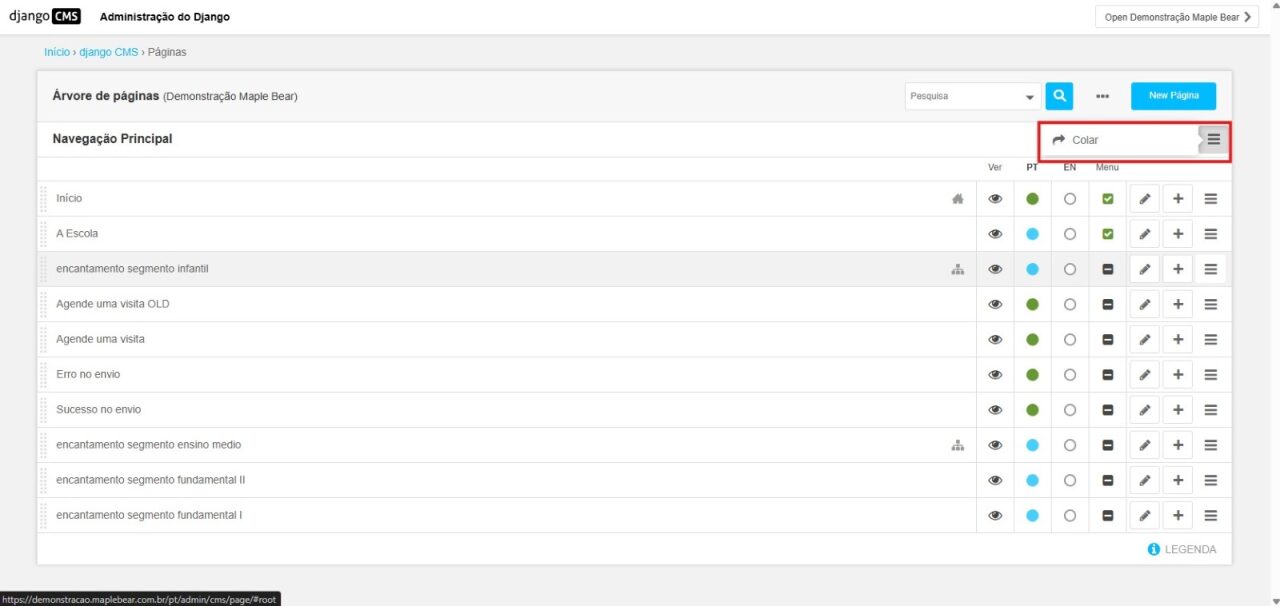 django CMS Administração do Django Open Demonstração Maple Bear
Início › django CMS › Páginas
Árvore de páginas (Demonstração Maple Bear) Pesquisa New Página
Navegação Principal Colar
Ver PT EN Menu
Início
A Escola
encantamento segmento infantil
Agende uma visita OLD
Agende uma visita
Erro no envio
Sucesso no envio
encantamento segmento ensino medio
encantamento segmento fundamental II
encantamento segmento fundamental I
LEGENDA
https://demonstracao.maplebear.com.br/pt/admin/cms/page/#root